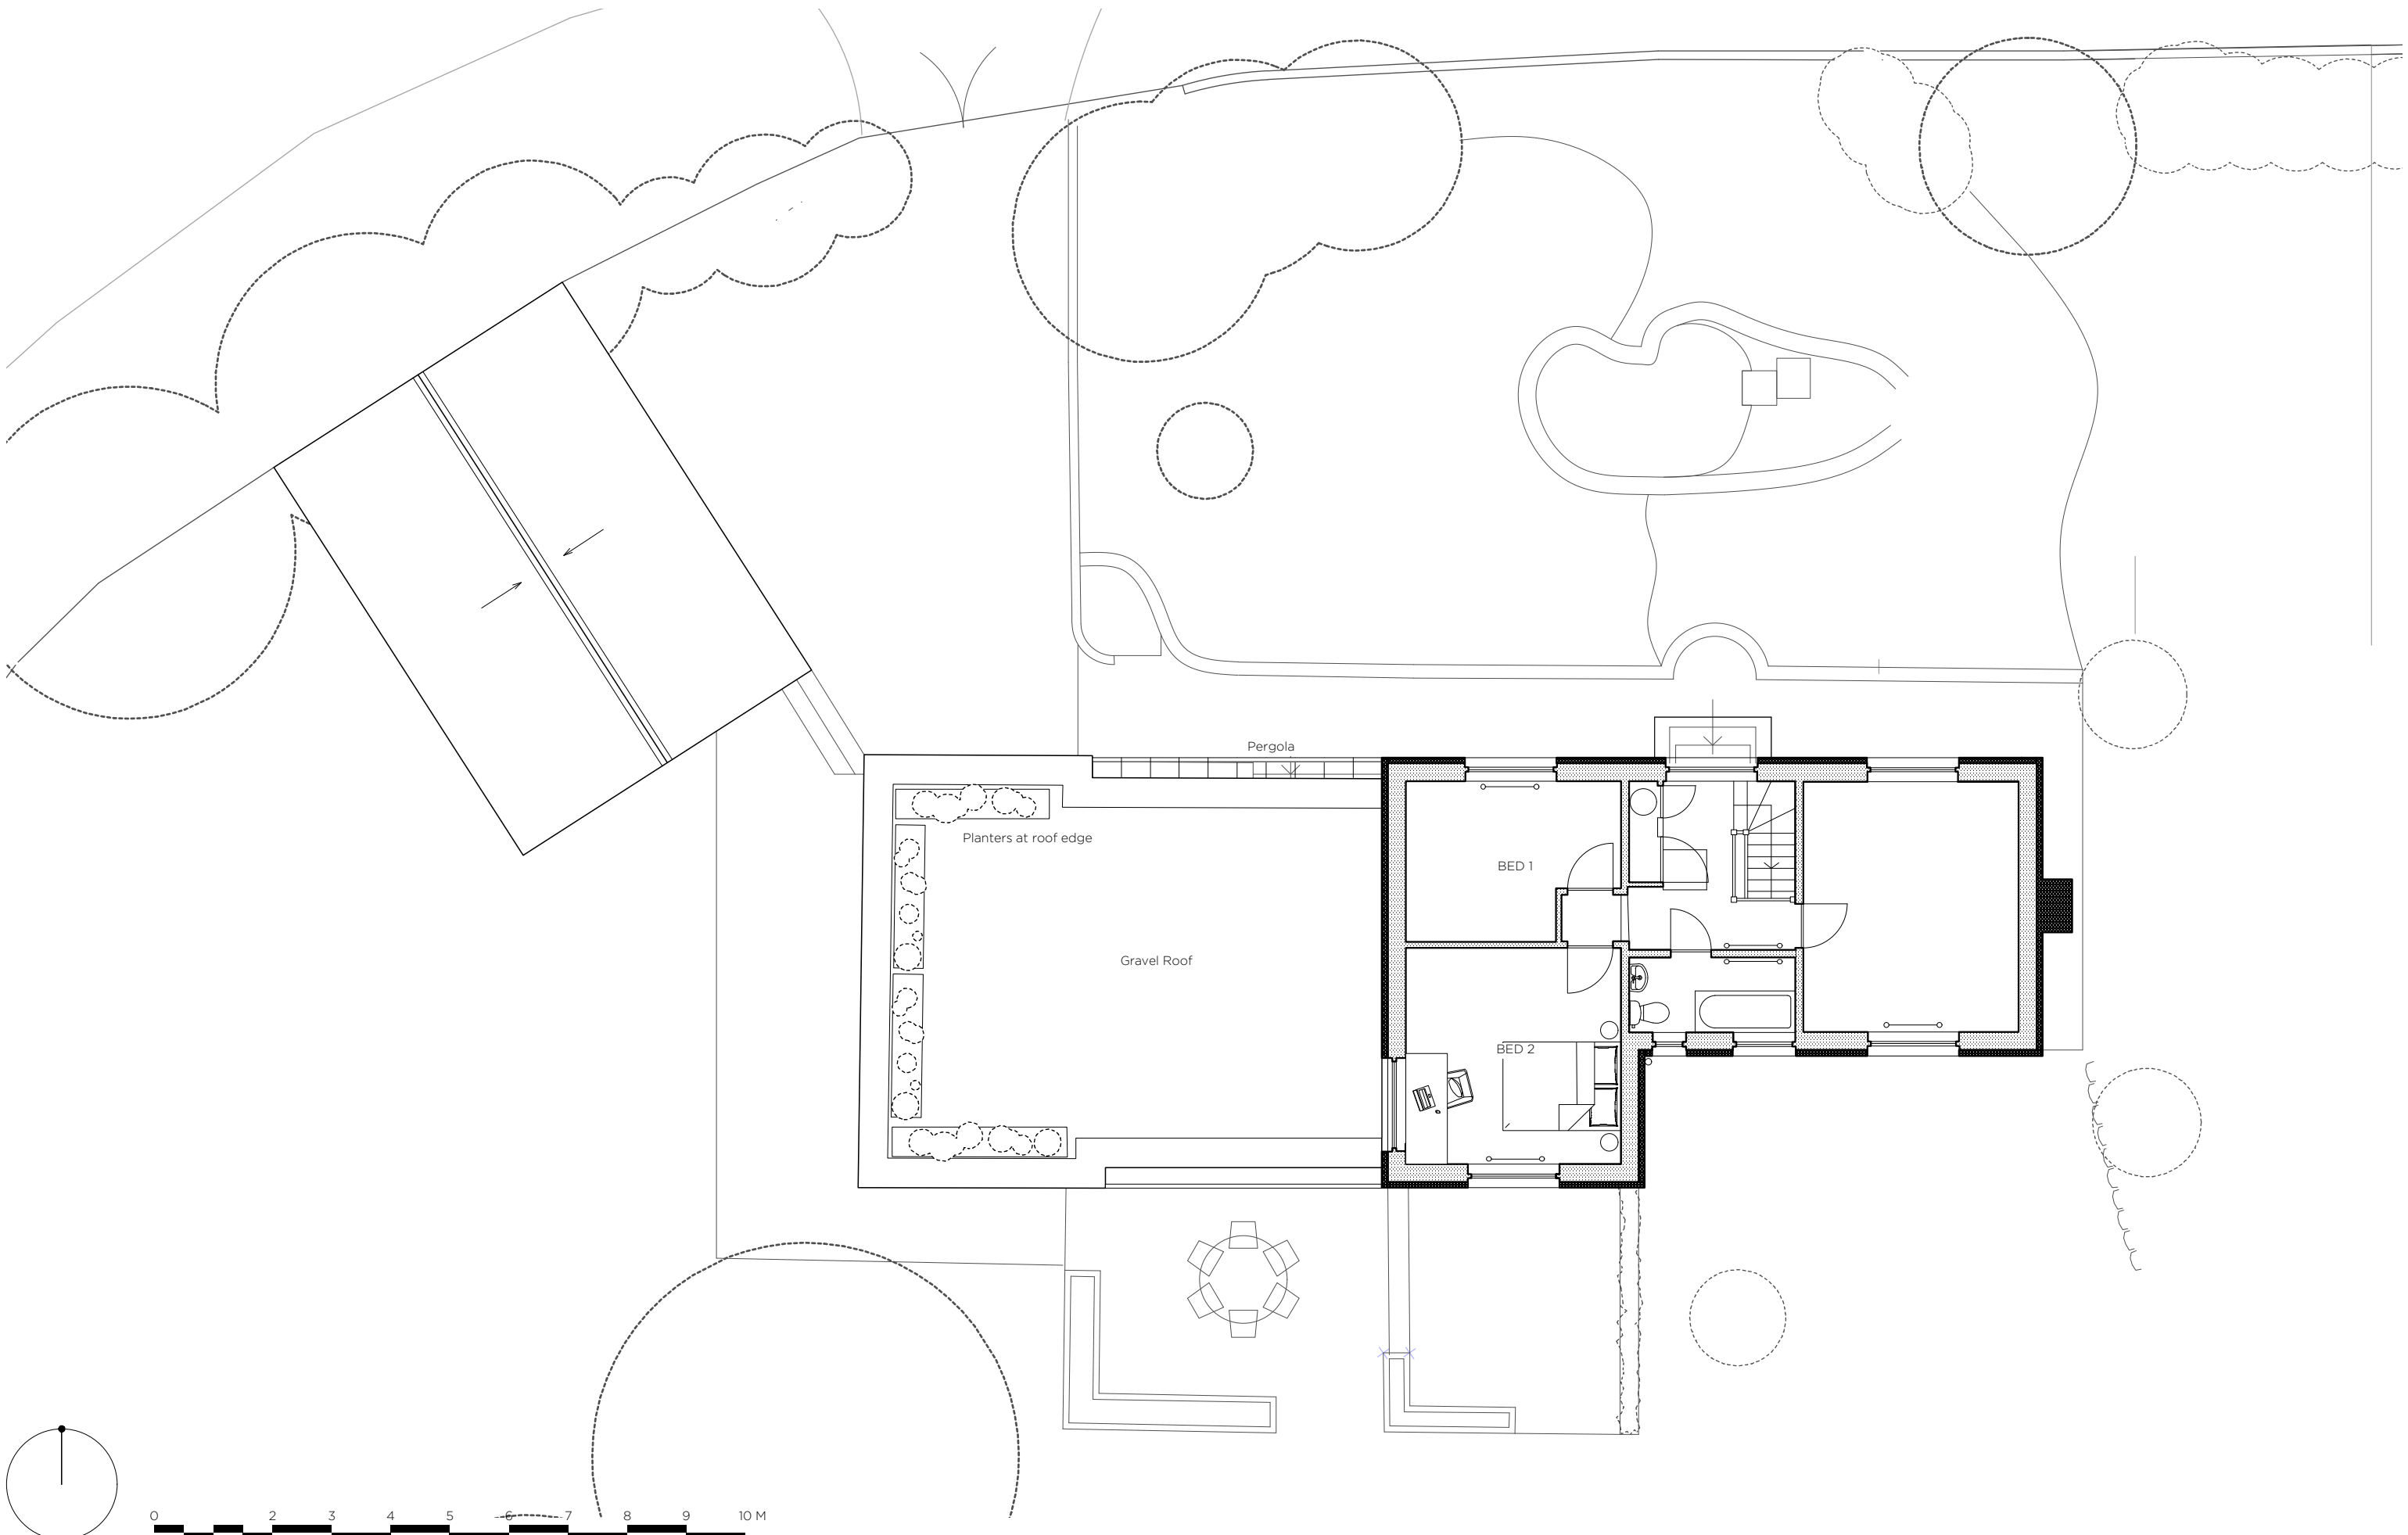 Pergola
Planters at roof edge
BED 1
Gravel Roof
BED 2
0 2 3 4 5 6 7 8 9 10 M